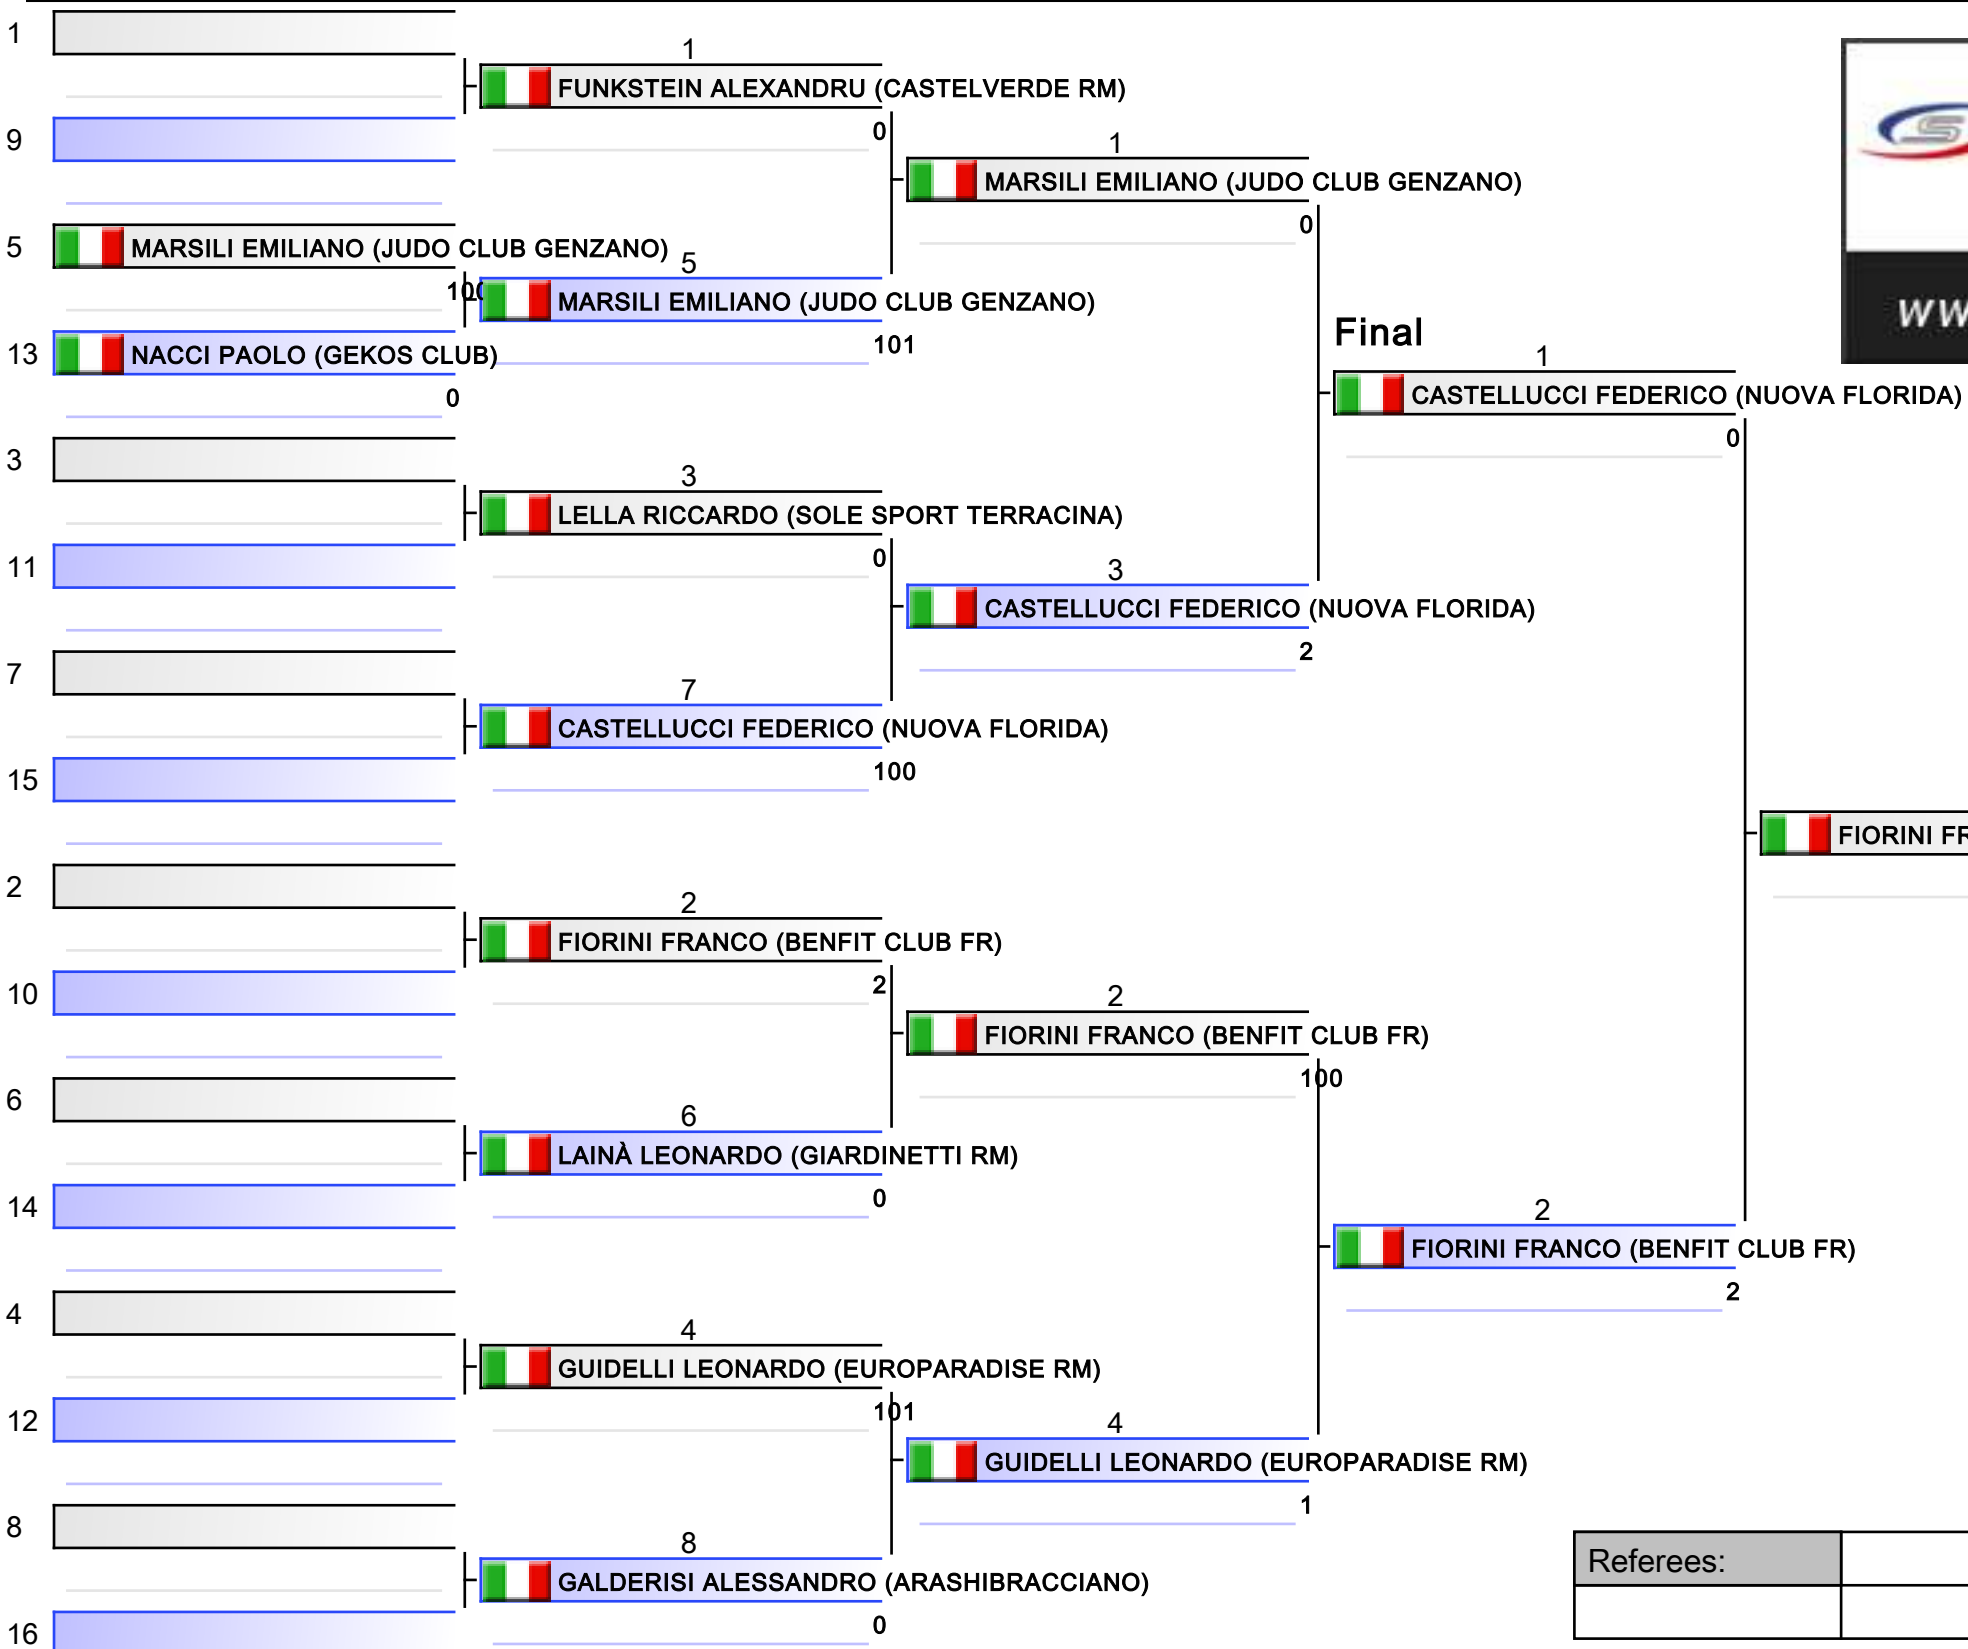 1
1
FUNKSTEIN ALEXANDRU (CASTELVERDE RM)
0
9
1
MARSILI EMILIANO (JUDO CLUB GENZANO)
0
5
MARSILI EMILIANO (JUDO CLUB GENZANO)
100
5
MARSILI EMILIANO (JUDO CLUB GENZANO)
101
13
NACCI PAOLO (GEKOS CLUB)
0
Final
1
CASTELLUCCI FEDERICO (NUOVA FLORIDA)
0
3
3
LELLA RICCARDO (SOLE SPORT TERRACINA)
0
11
3
CASTELLUCCI FEDERICO (NUOVA FLORIDA)
2
7
7
CASTELLUCCI FEDERICO (NUOVA FLORIDA)
100
15
FIORINI FR
2
2
FIORINI FRANCO (BENFIT CLUB FR)
2
10
2
FIORINI FRANCO (BENFIT CLUB FR)
100
6
6
LAINÀ LEONARDO (GIARDINETTI RM)
0
14
2
FIORINI FRANCO (BENFIT CLUB FR)
2
4
4
GUIDELLI LEONARDO (EUROPARADISE RM)
101
12
4
GUIDELLI LEONARDO (EUROPARADISE RM)
1
8
8
GALDERISI ALESSANDRO (ARASHIBRACCIANO)
0
16
Referees: